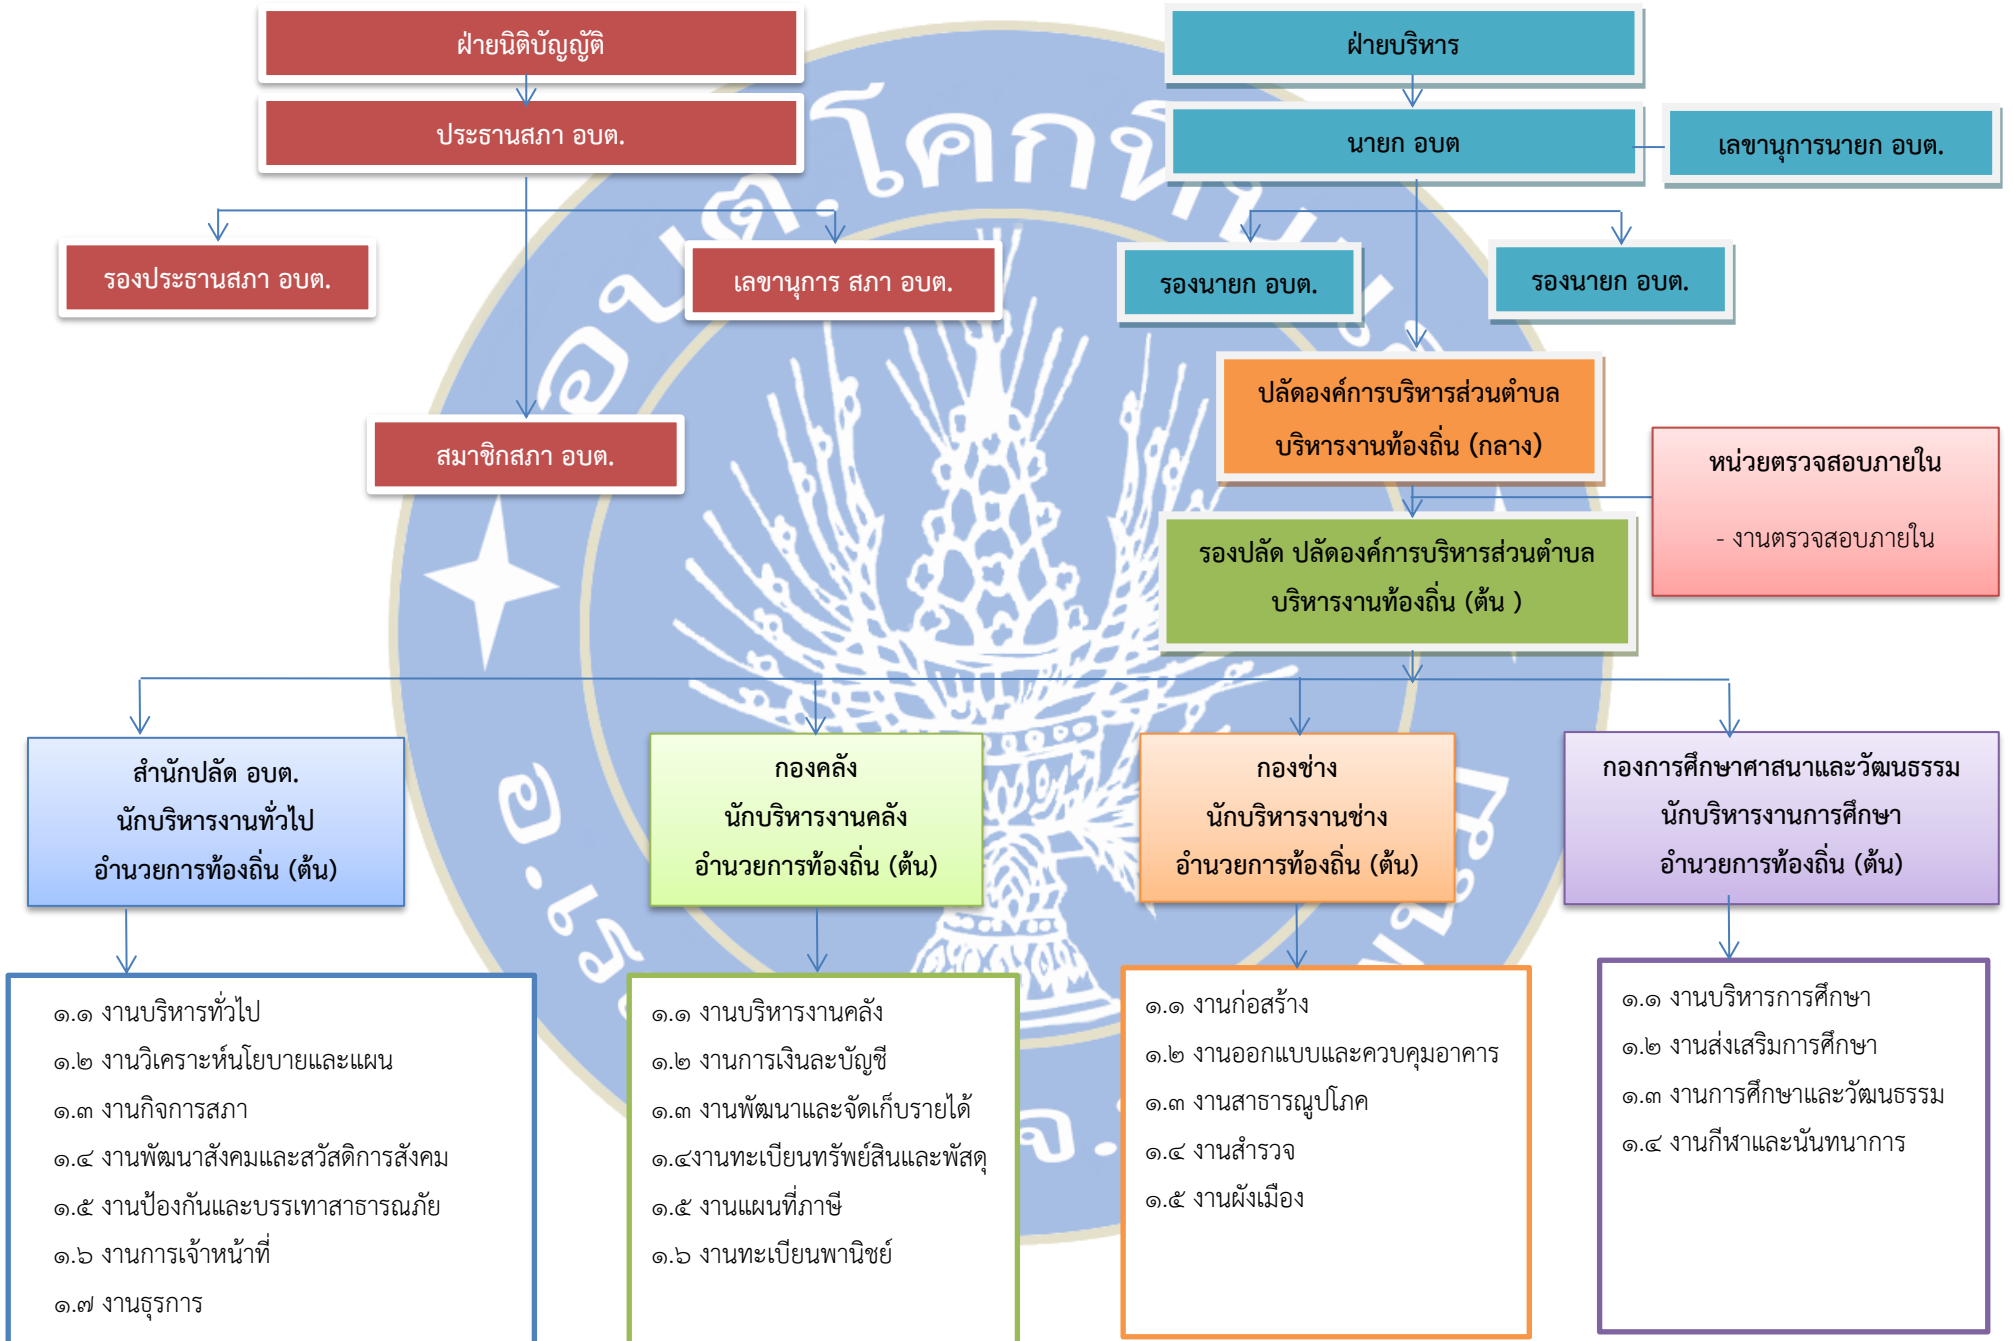 ฝ่ายนิติบัญญัติ
ประธานสภา อบต.
รองประธานสภา อบต.
เลขานุการ สภา อบต.
สมาชิกสภา อบต.
ฝ่ายบริหาร
นายก อบต
เลขานุการนายก อบต.
รองนายก อบต.
รองนายก อบต.
ปลัดองค์การบริหารส่วนตำบล
บริหารงานท้องถิ่น (กลาง)
หน่วยตรวจสอบภายใน
- งานตรวจสอบภายใน
รองปลัด ปลัดองค์การบริหารส่วนตำบล
บริหารงานท้องถิ่น (ต้น )
สำนักปลัด อบต.
นักบริหารงานทั่วไป
อำนวยการท้องถิ่น (ต้น)
กองคลัง
นักบริหารงานคลัง
อำนวยการท้องถิ่น (ต้น)
กองช่าง
นักบริหารงานช่าง
อำนวยการท้องถิ่น (ต้น)
กองการศึกษาศาสนาและวัฒนธรรม
นักบริหารงานการศึกษา
อำนวยการท้องถิ่น (ต้น)
๑.๑ งานบริหารทั่วไป
๑.๒ งานวิเคราะห์นโยบายและแผน
๑.๓ งานกิจการสภา
๑.๔ งานพัฒนาสังคมและสวัสดิการสังคม
๑.๕ งานป้องกันและบรรเทาสาธารณภัย
๑.๖ งานการเจ้าหน้าที่
๑.๗ งานธุรการ
๑.๑ งานบริหารงานคลัง
๑.๒ งานการเงินละบัญชี
๑.๓ งานพัฒนาและจัดเก็บรายได้
๑.๔งานทะเบียนทรัพย์สินและพัสดุ
๑.๕ งานแผนที่ภาษี
๑.๖ งานทะเบียนพานิชย์
๑.๑ งานก่อสร้าง
๑.๒ งานออกแบบและควบคุมอาคาร
๑.๓ งานสาธารณูปโภค
๑.๔ งานสำรวจ
๑.๕ งานผังเมือง
๑.๑ งานบริหารการศึกษา
๑.๒ งานส่งเสริมการศึกษา
๑.๓ งานการศึกษาและวัฒนธรรม
๑.๔ งานกีฬาและนันทนาการ